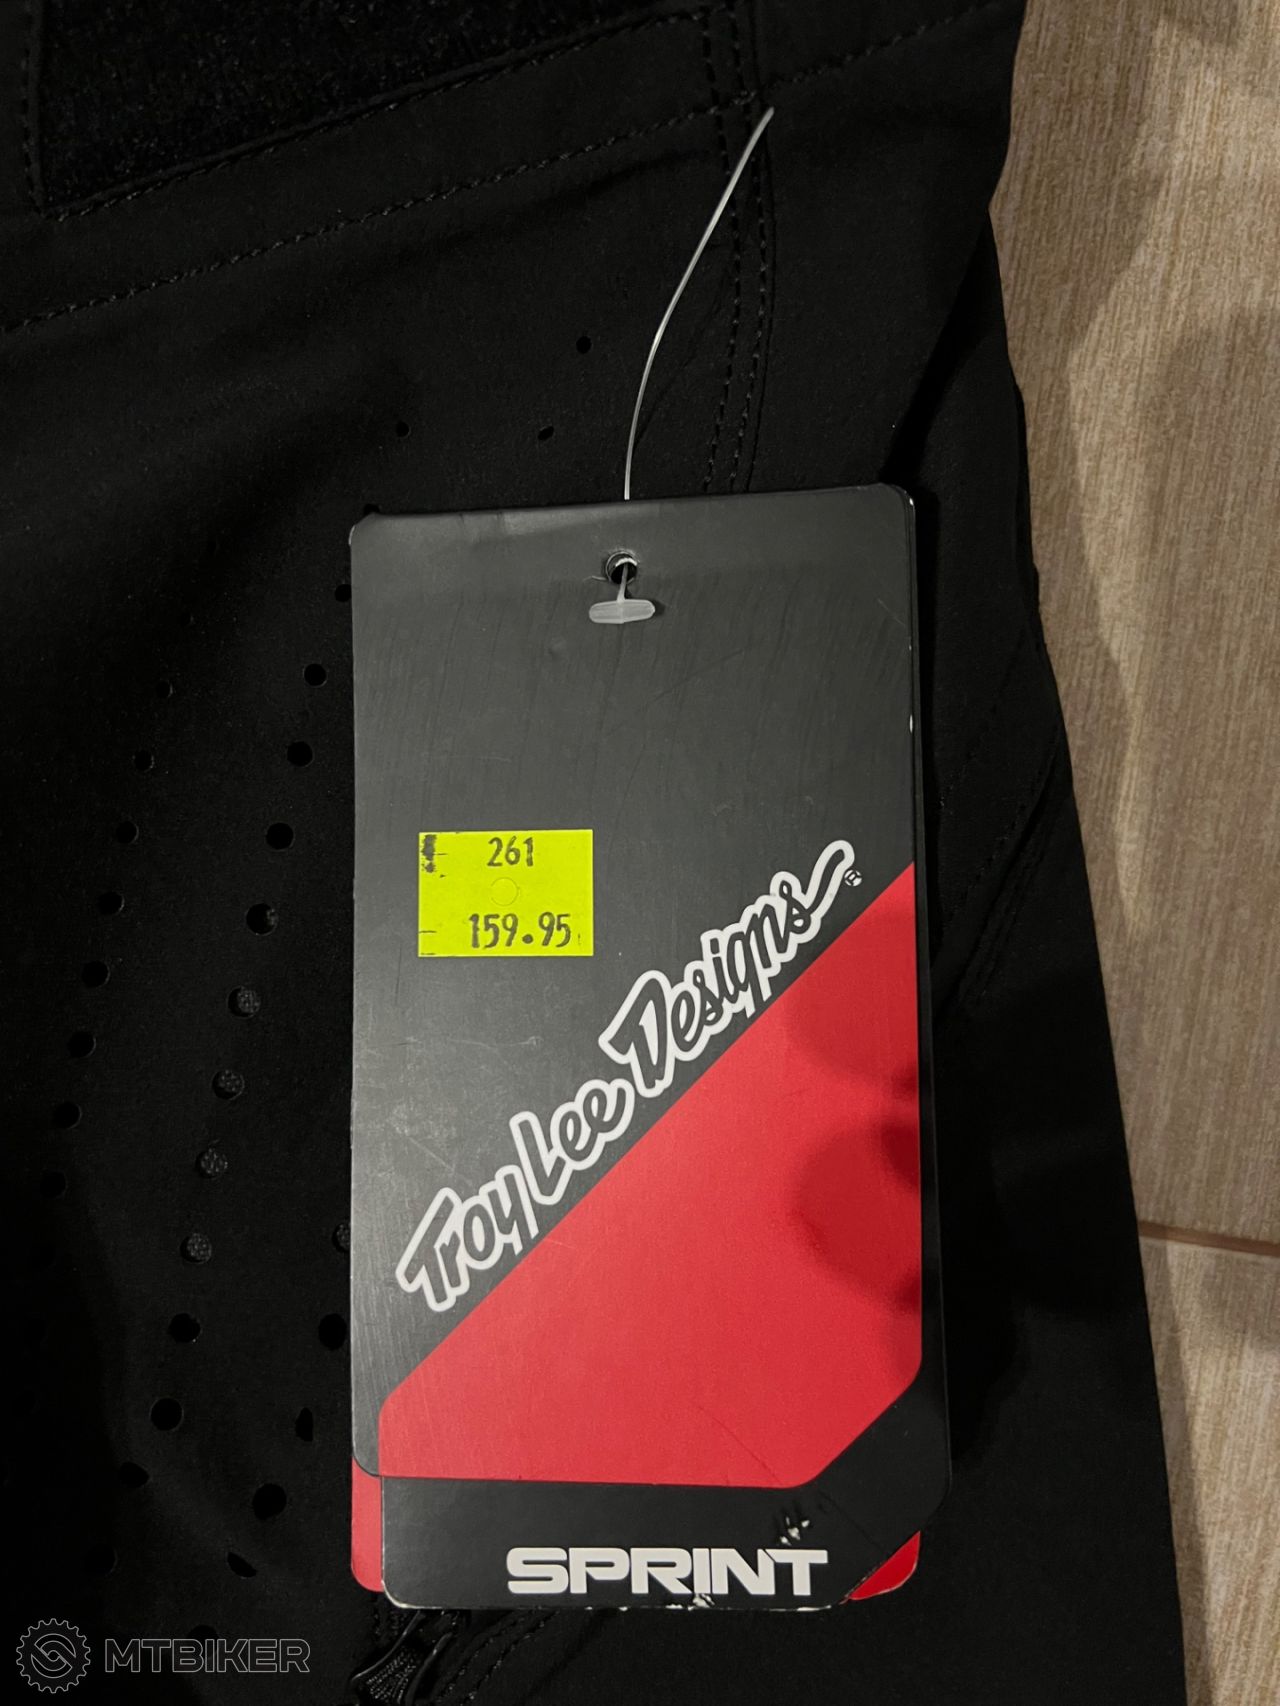 261
159.95
Troy Lee Designs®
SPRINT
MTBIKER